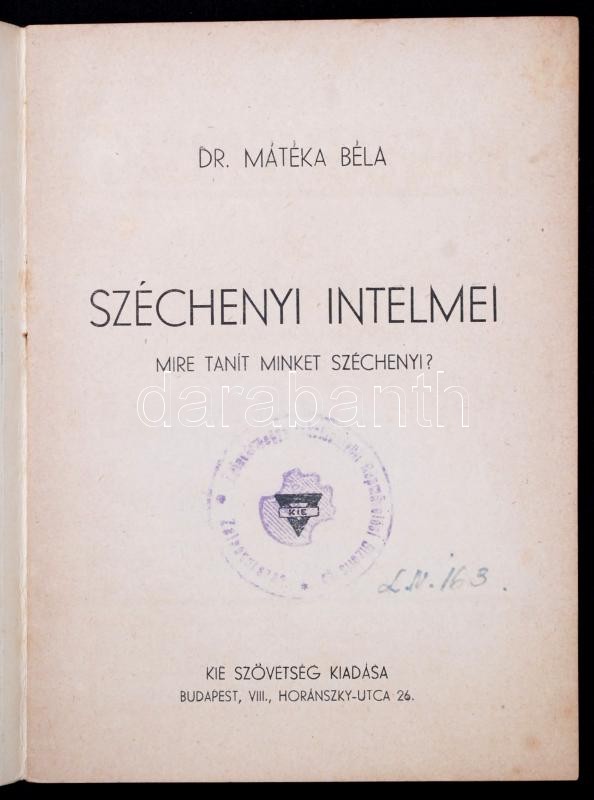 DR. MÁTÉKA BÉLA
SZÉCHENYI INTELMEI
MIRE TANÍT MINKET SZÉCHENYI?
darabanth
KIE
163.
KIE SZÖVETSÉG KIADÁSA
BUDAPEST, VIII., HORÁNSZKY-UTCA 26.